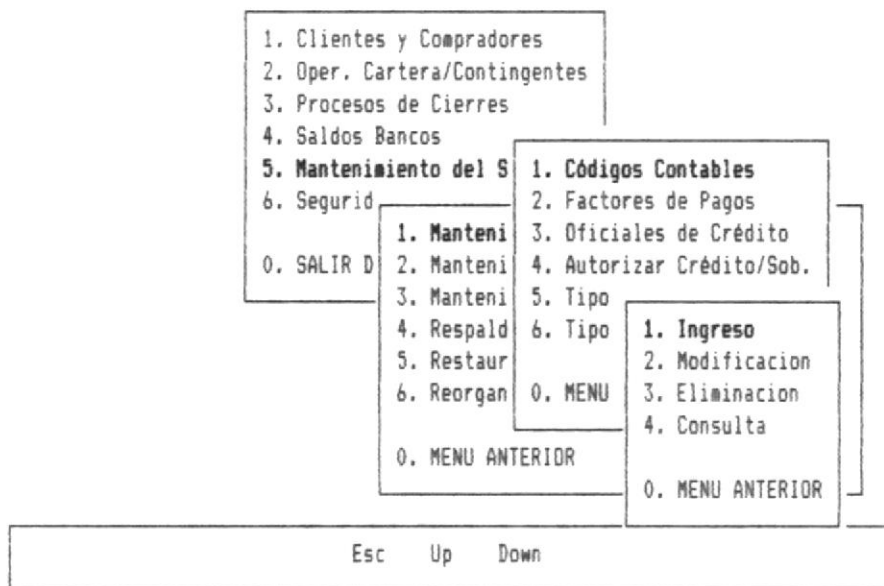 1. Clientes y Compradores
2. Oper. Cartera/Contingentes
3. Procesos de Cierres
4. Saldos Bancos
5. Mantenimiento del S
6. Segurid
0. SALIR D
1. Manteni
2. Manteni
3. Manteni
4. Respald
5. Restaur
6. Reorgan
0. MENU ANTERIOR
1. Códigos Contables
2. Factores de Pagos
3. Oficiales de Crédito
4. Autorizar Crédito/Sob.
5. Tipo
6. Tipo
0. MENU
1. Ingreso
2. Modificacion
3. Eliminacion
4. Consulta
0. MENU ANTERIOR
Esc Up Down